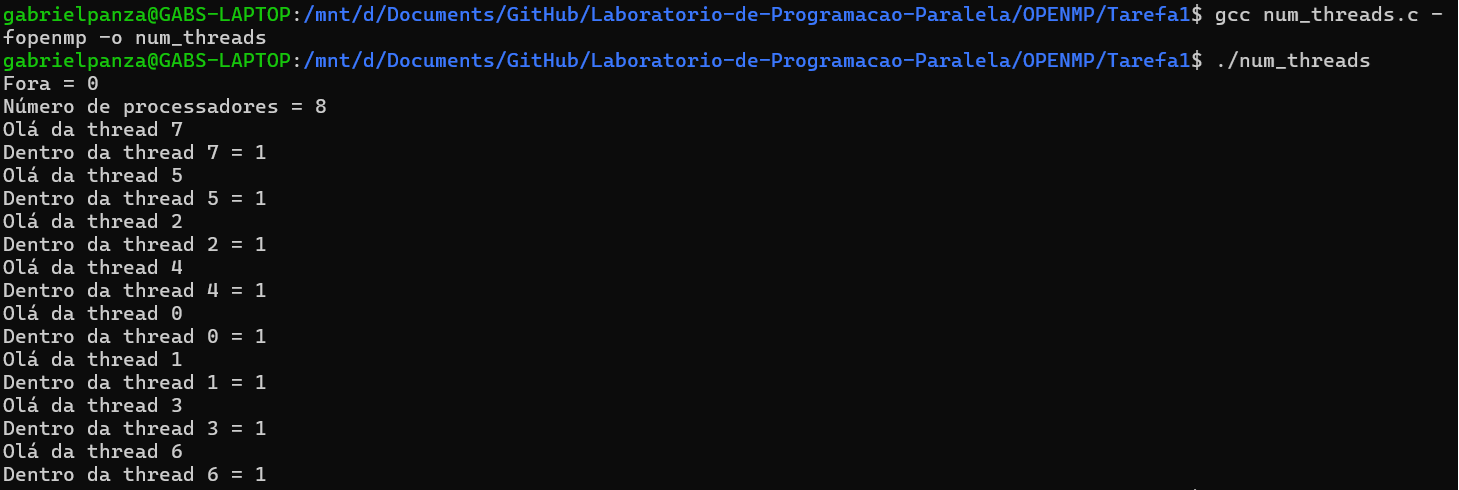 gabrielpanza@GABS-LAPTOP:/mnt/d/Documents/GitHub/Laboratorio-de-Programacao-Paralela/OPENMP/Tarefa1$ gcc num_threads.c -
fopenmp -o num_threads
gabrielpanza@GABS-LAPTOP:/mnt/d/Documents/GitHub/Laboratorio-de-Programacao-Paralela/OPENMP/Tarefa1$ ./num_threads
Fora = 0
Número de processadores = 8
Olá da thread 7
Dentro da thread 7 = 1
Olá da thread 5
Dentro da thread 5 = 1
Olá da thread 2
Dentro da thread 2 = 1
Olá da thread 4
Dentro da thread 4 = 1
Olá da thread 0
Dentro da thread 0 = 1
Olá da thread 1
Dentro da thread 1 = 1
Olá da thread 3
Dentro da thread 3 = 1
Olá da thread 6
Dentro da thread 6 = 1